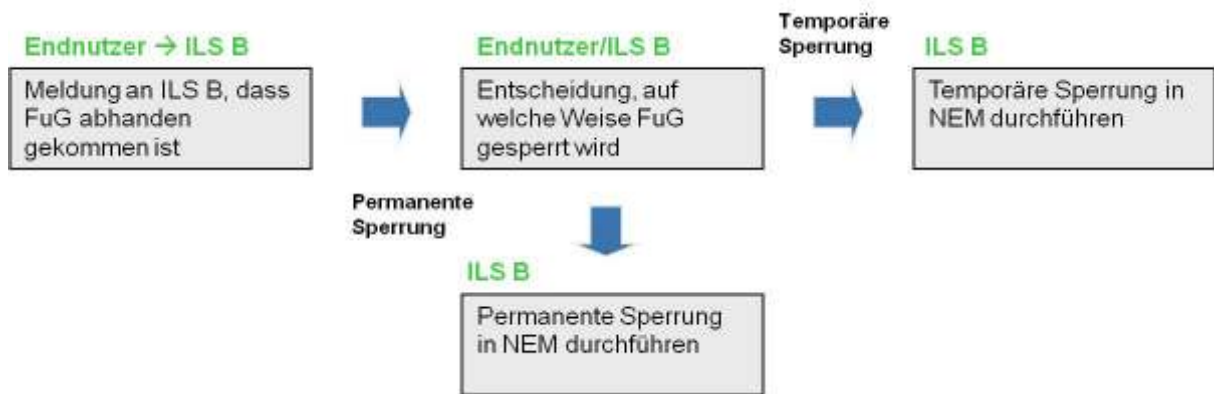 Endnutzer → ILS B
Meldung an ILS B, dass
FuG abhanden
gekommen ist
Endnutzer/ILS B
Entscheidung, auf
welche Weise FuG
gesperrt wird
Temporäre
Sperrung
ILS B
Temporäre Sperrung in
NEM durchführen
Permanente
Sperrung
ILS B
Permanente Sperrung
in NEM durchführen